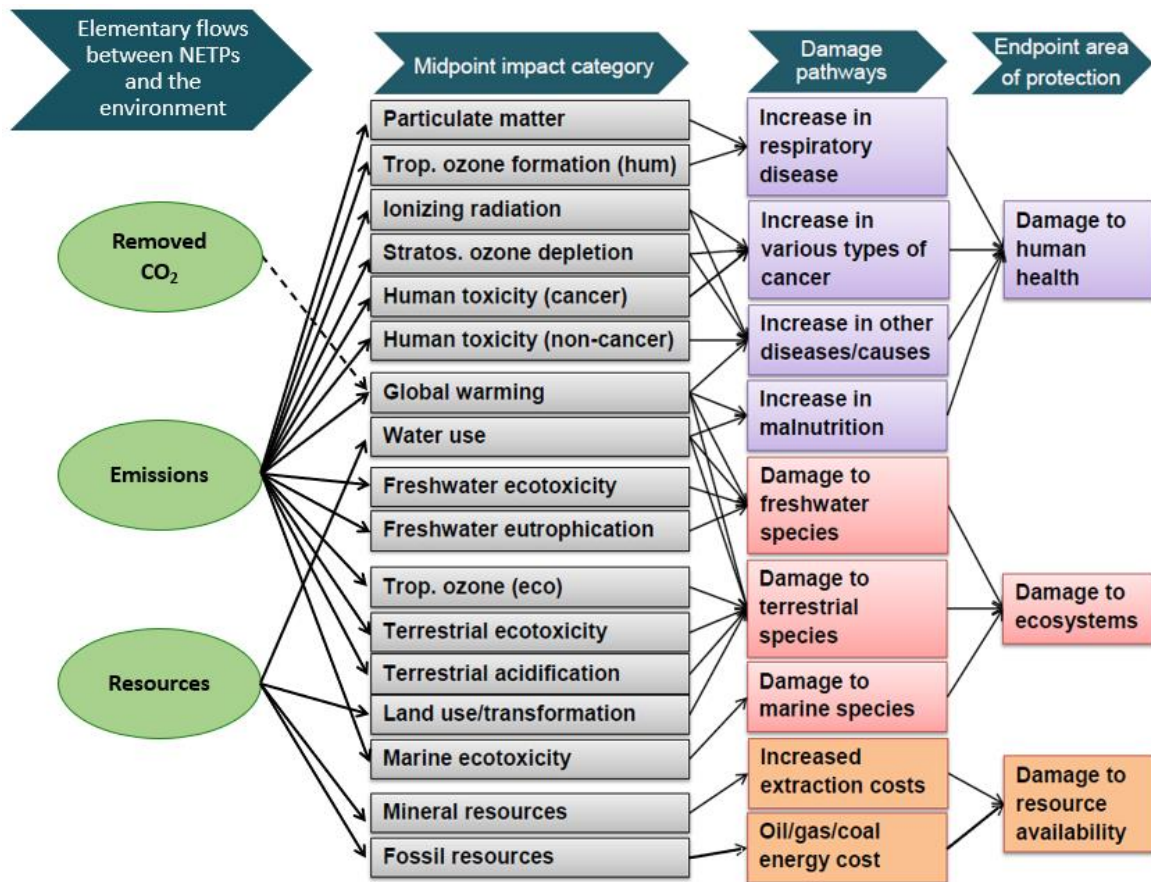 Elementary flows
between NETPs
and the
environment
Midpoint impact category
Damage
pathways
Endpoint area
of protection
Removed
CO₂
Emissions
Resources
Particulate matter
Trop. ozone formation (hum)
Ionizing radiation
Stratos. ozone depletion
Human toxicity (cancer)
Human toxicity (non-cancer)
Global warming
Water use
Freshwater ecotoxicity
Freshwater eutrophication
Trop. ozone (eco)
Terrestrial ecotoxicity
Terrestrial acidification
Land use/transformation
Marine ecotoxicity
Mineral resources
Fossil resources
Increase in
respiratory
disease
Increase in
various types of
cancer
Increase in other
diseases/causes
Increase in
malnutrition
Damage to
freshwater
species
Damage to
terrestrial
species
Damage to
marine species
Increased
extraction costs
Oil/gas/coal
energy cost
Damage to
human
health
Damage to
ecosystems
Damage to
resource
availability